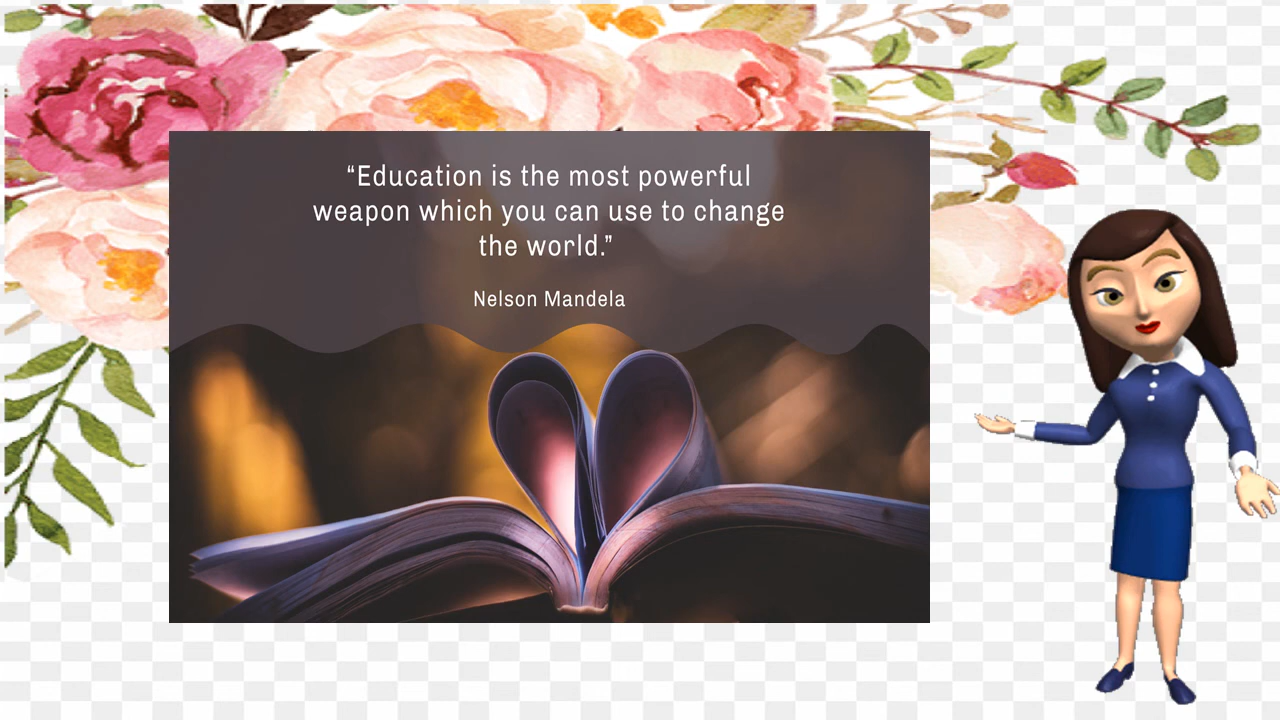 “Education is the most powerful
weapon which you can use to change
the world.”
Nelson Mandela